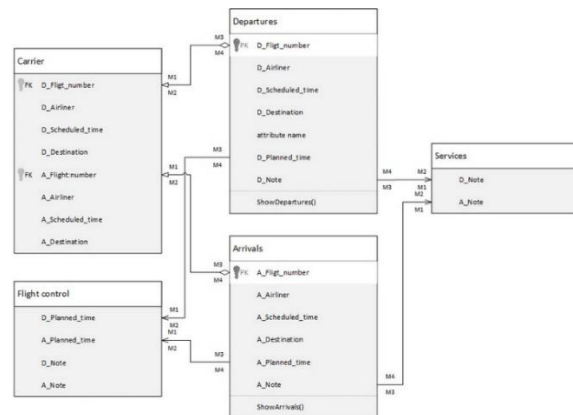 Departures
FK D_Fligt_number
D_Airliner
D_Scheduled_time
D_Destination
attribute name
D_Planned_time
D_Note
ShowDepartures()
Carrier
FK D_Fligt_number
D_Airliner
D_Scheduled_time
D_Destination
FK A_Flight:number
A_Airliner
A_Scheduled_time
A_Destination
Services
D_Note
A_Note
Arrivals
FK A_Fligt_number
A_Airliner
A_Scheduled_time
A_Destination
A_Planned_time
A_Note
ShowArrivals()
Flight control
D_Planned_time
A_Planned_time
D_Note
A_Note
M3
M4
M1
M2
M3
M4
M1
M2
M4
M3
M2
M1
M2
M1
M3
M4
M1
M2
M1
M2
M3
M4
M4
M3